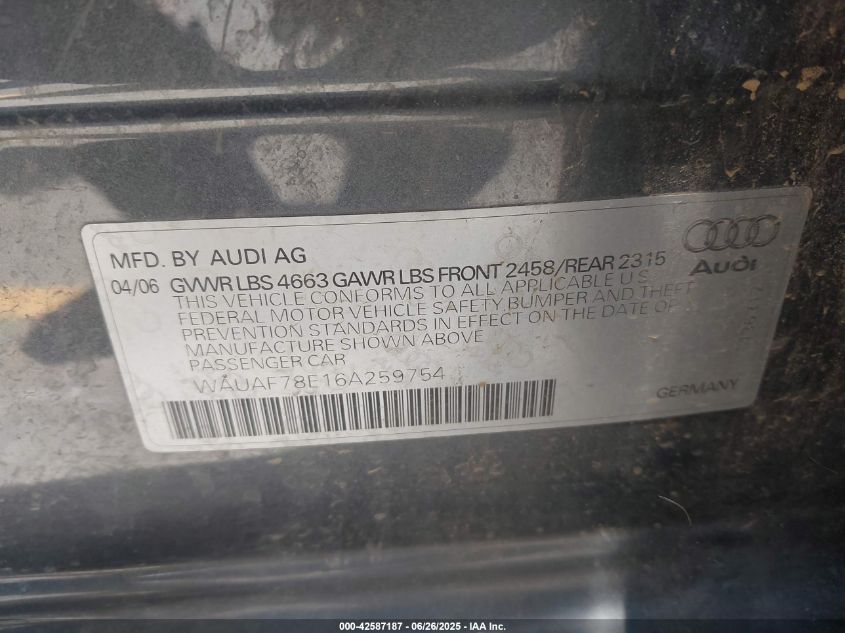 MFD. BY AUDI AG
04/06 GVWR LBS 4663 GAWR LBS FRONT 2458/REAR 2315
THIS VEHICLE CONFORMS TO ALL APPLICABLE U S
FEDERAL MOTOR VEHICLE SAFETY, BUMPER AND THEFT
PREVENTION STANDARDS IN EFFECT ON THE DATE OF
MANUFACTURE SHOWN ABOVE
PASSENGER CAR
WAUAF78E16A259754
Audi
GERMANY
000-42587187 - 06/26/2025 - IAA Inc.